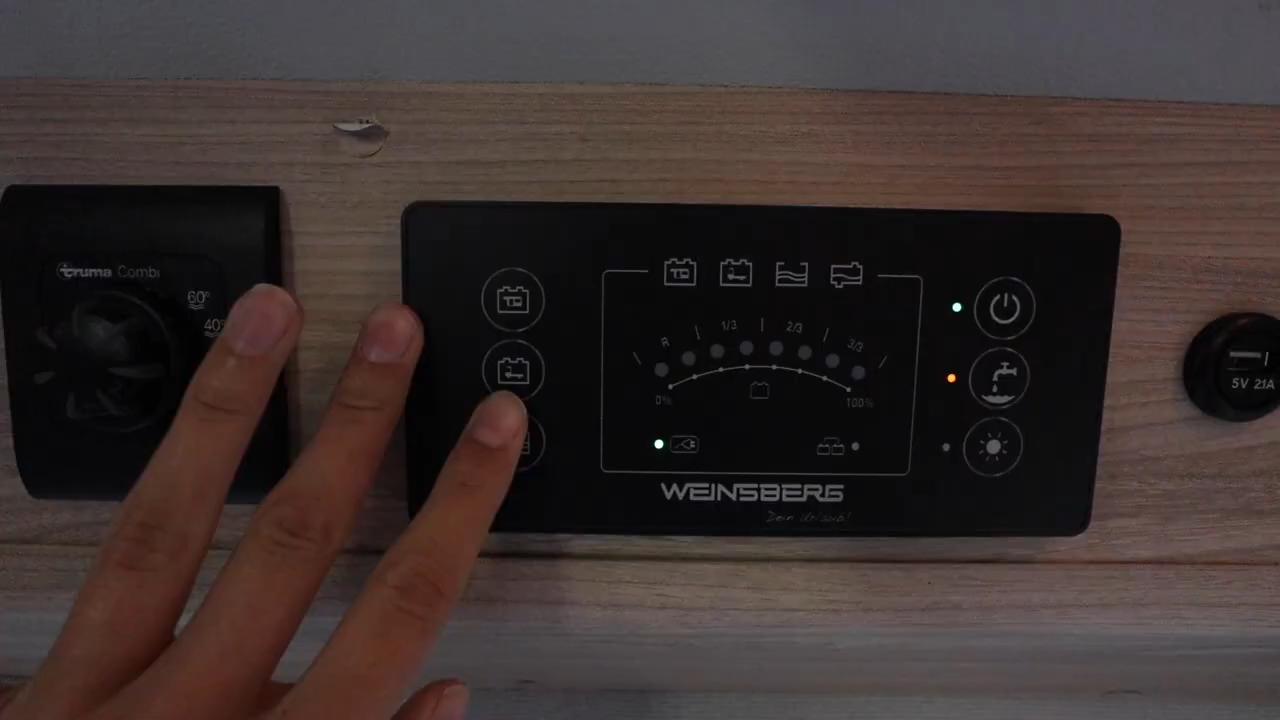 truma Combi
60°
40°
R 1/3 2/3 3/3
0% 100%
WEINSBERG
Dein Urlaub!
5V 2.1A